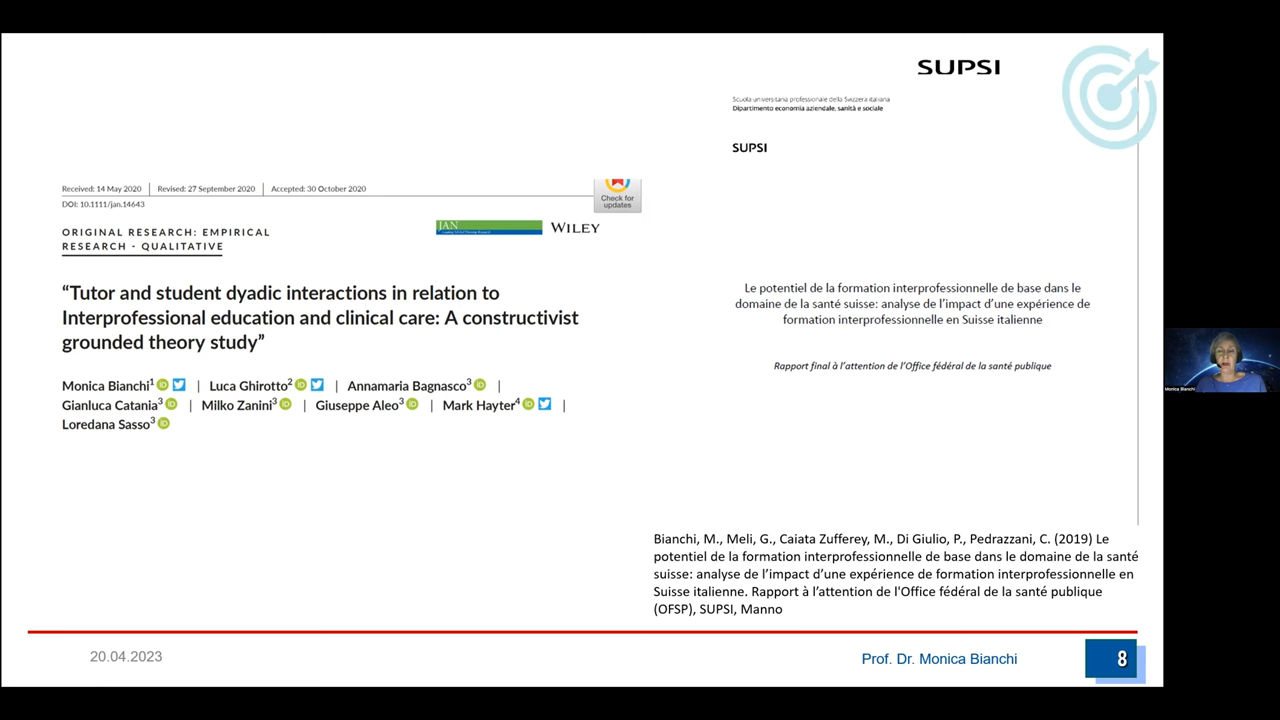 SUPSI
Scuola universitaria professionale della Svizzera italiana
Dipartimento economia aziendale, sanità e sociale
SUPSI
Received: 14 May 2020 | Revised: 27 September 2020 | Accepted: 30 October 2020
DOI: 10.1111/jan.14643
Check for
updates
ORIGINAL RESEARCH: EMPIRICAL
RESEARCH - QUALITATIVE
JAN
WILEY
“Tutor and student dyadic interactions in relation to
Interprofessional education and clinical care: A constructivist
grounded theory study”
Monica Bianchi1 | Luca Ghirotto2 | Annamaria Bagnasco3 |
Gianluca Catania3 | Milko Zanini3 | Giuseppe Aleo3 | Mark Hayter4 |
Loredana Sasso3
Le potentiel de la formation interprofessionnelle de base dans le
domaine de la santé suisse: analyse de l’impact d’une expérience de
formation interprofessionnelle en Suisse italienne
Rapport final à l’attention de l’Office fédéral de la santé publique
Bianchi, M., Meli, G., Caiata Zufferey, M., Di Giulio, P., Pedrazzani, C. (2019) Le
potentiel de la formation interprofessionnelle de base dans le domaine de la santé
suisse: analyse de l’impact d’une expérience de formation interprofessionnelle en
Suisse italienne. Rapport à l’attention de l'Office fédéral de la santé publique
(OFSP), SUPSI, Manno
20.04.2023
Prof. Dr. Monica Bianchi
8
Monica Bianchi